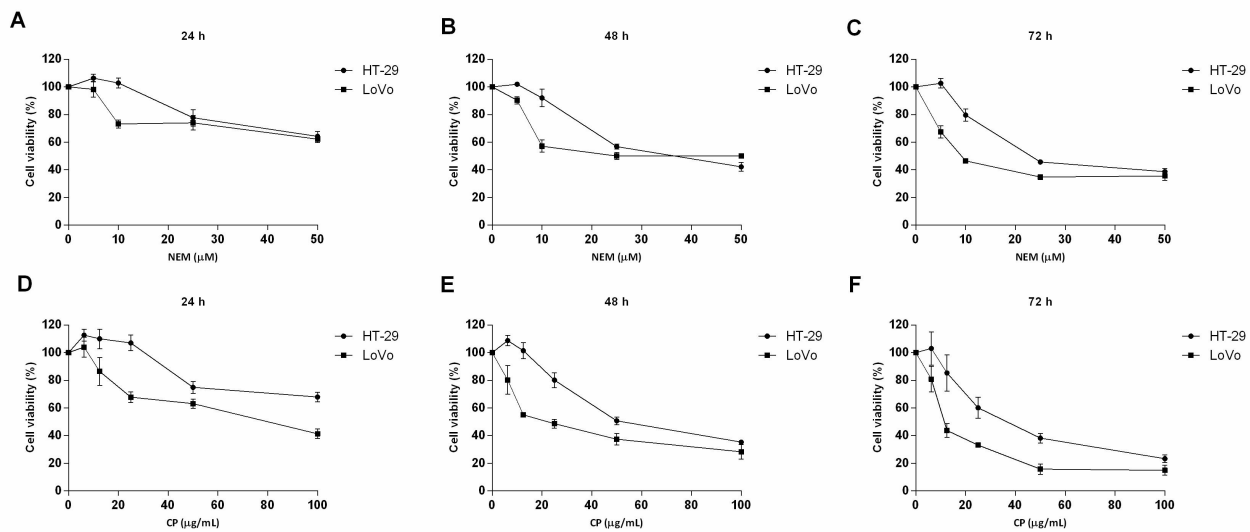 A
24 h
Cell viability (%)
120
100
80
60
40
20
0
0 10 20 30 40 50
NEM (μM)
HT-29
LoVo
B
48 h
Cell viability (%)
120
100
80
60
40
20
0
0 10 20 30 40 50
NEM (μM)
HT-29
LoVo
C
72 h
Cell viability (%)
120
100
80
60
40
20
0
0 10 20 30 40 50
NEM (μM)
HT-29
LoVo
D
24 h
Cell viability (%)
120
100
80
60
40
20
0
0 20 40 60 80 100
CP (μg/mL)
HT-29
LoVo
E
48 h
Cell viability (%)
120
100
80
60
40
20
0
0 20 40 60 80 100
CP (μg/mL)
HT-29
LoVo
F
72 h
Cell viability (%)
120
100
80
60
40
20
0
0 20 40 60 80 100
CP (μg/mL)
HT-29
LoVo